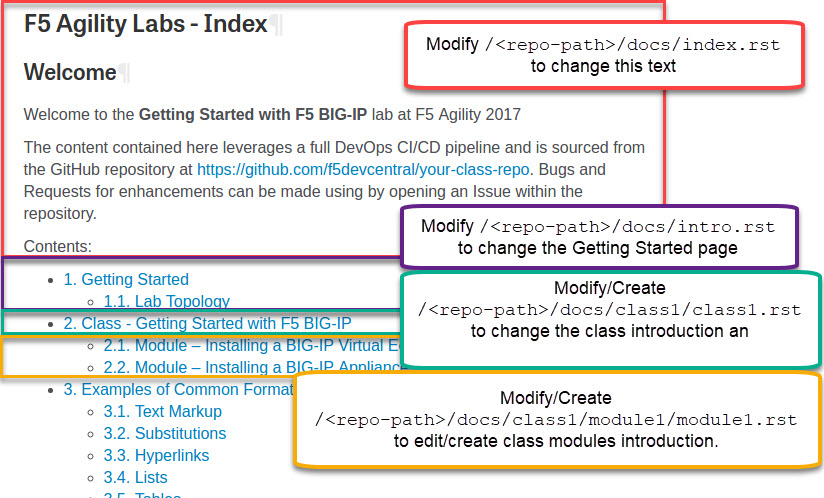 F5 Agility Labs - Index¶
Modify /<repo-path>/docs/index.rst
to change this text
Welcome¶
Welcome to the Getting Started with F5 BIG-IP lab at F5 Agility 2017
The content contained here leverages a full DevOps CI/CD pipeline and is sourced from
the GitHub repository at https://github.com/f5devcentral/your-class-repo. Bugs and
Requests for enhancements can be made using by opening an Issue within the
repository.
Modify /<repo-path>/docs/intro.rst
to change the Getting Started page
Contents:
1. Getting Started
1.1. Lab Topology
2. Class - Getting Started with F5 BIG-IP
Modify/Create
/<repo-path>/docs/class1/class1.rst
to change the class introduction an
2.1. Module – Installing a BIG-IP Virtual
2.2. Module – Installing a BIG-IP Appliance
3. Examples of Common
Modify/Create
/<repo-path>/docs/class1/module1/module1.rst
to edit/create class modules introduction.
3.1. Text Markup
3.2. Substitutions
3.3. Hyperlinks
3.4. Lists
3.5. Tables